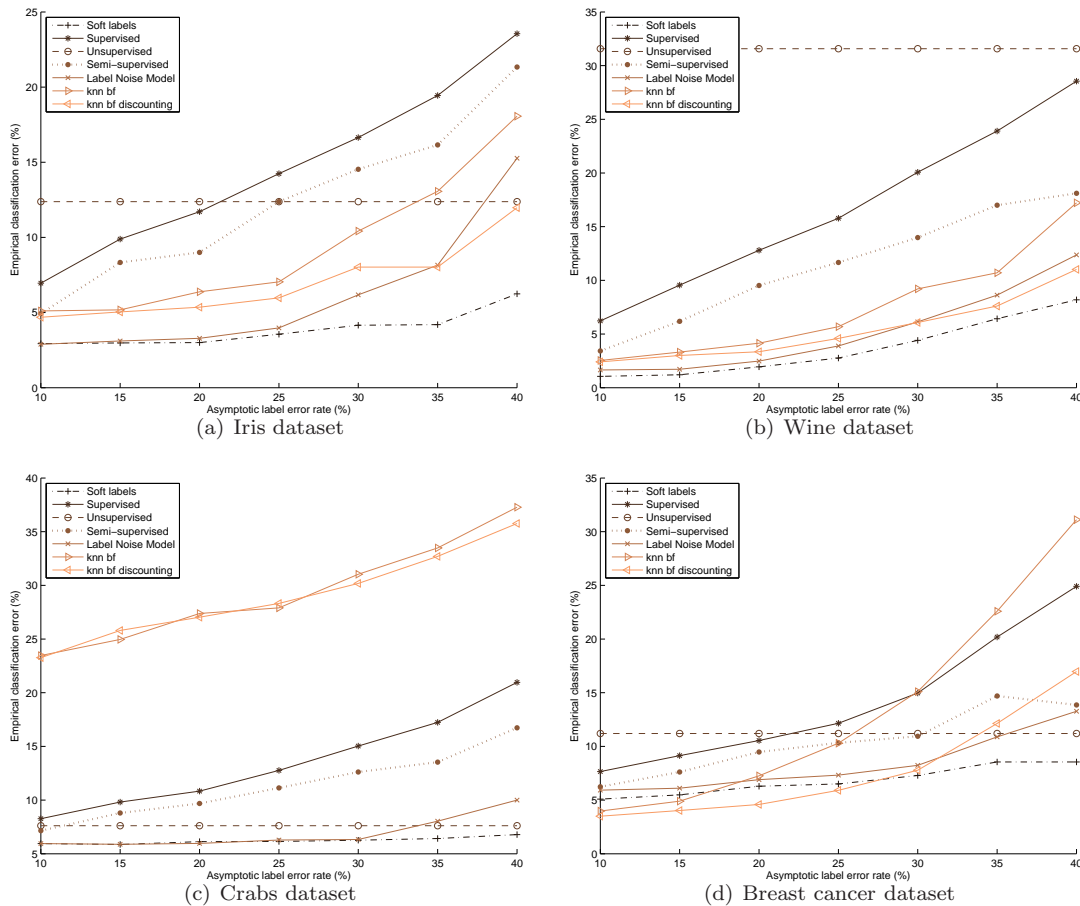 25
20
15
10
5
0
Empirical classification error (%)
Soft labels
Supervised
Unsupervised
Semi−supervised
Label Noise Model
knn bf
knn bf discounting
10 15 20 25 30 35 40
Asymptotic label error rate (%)
(a) Iris dataset
35
30
25
20
15
10
5
0
Empirical classification error (%)
Soft labels
Supervised
Unsupervised
Semi−supervised
Label Noise Model
knn bf
knn bf discounting
10 15 20 25 30 35 40
Asymptotic label error rate (%)
(b) Wine dataset
40
35
30
25
20
15
10
5
Empirical classification error (%)
Soft labels
Supervised
Unsupervised
Semi−supervised
Label Noise Model
knn bf
knn bf discounting
10 15 20 25 30 35 40
Asymptotic label error rate (%)
(c) Crabs dataset
35
30
25
20
15
10
5
0
Empirical classification error (%)
Soft labels
Supervised
Unsupervised
Semi−supervised
Label Noise Model
knn bf
knn bf discounting
10 15 20 25 30 35 40
Asymptotic label error rate (%)
(d) Breast cancer dataset